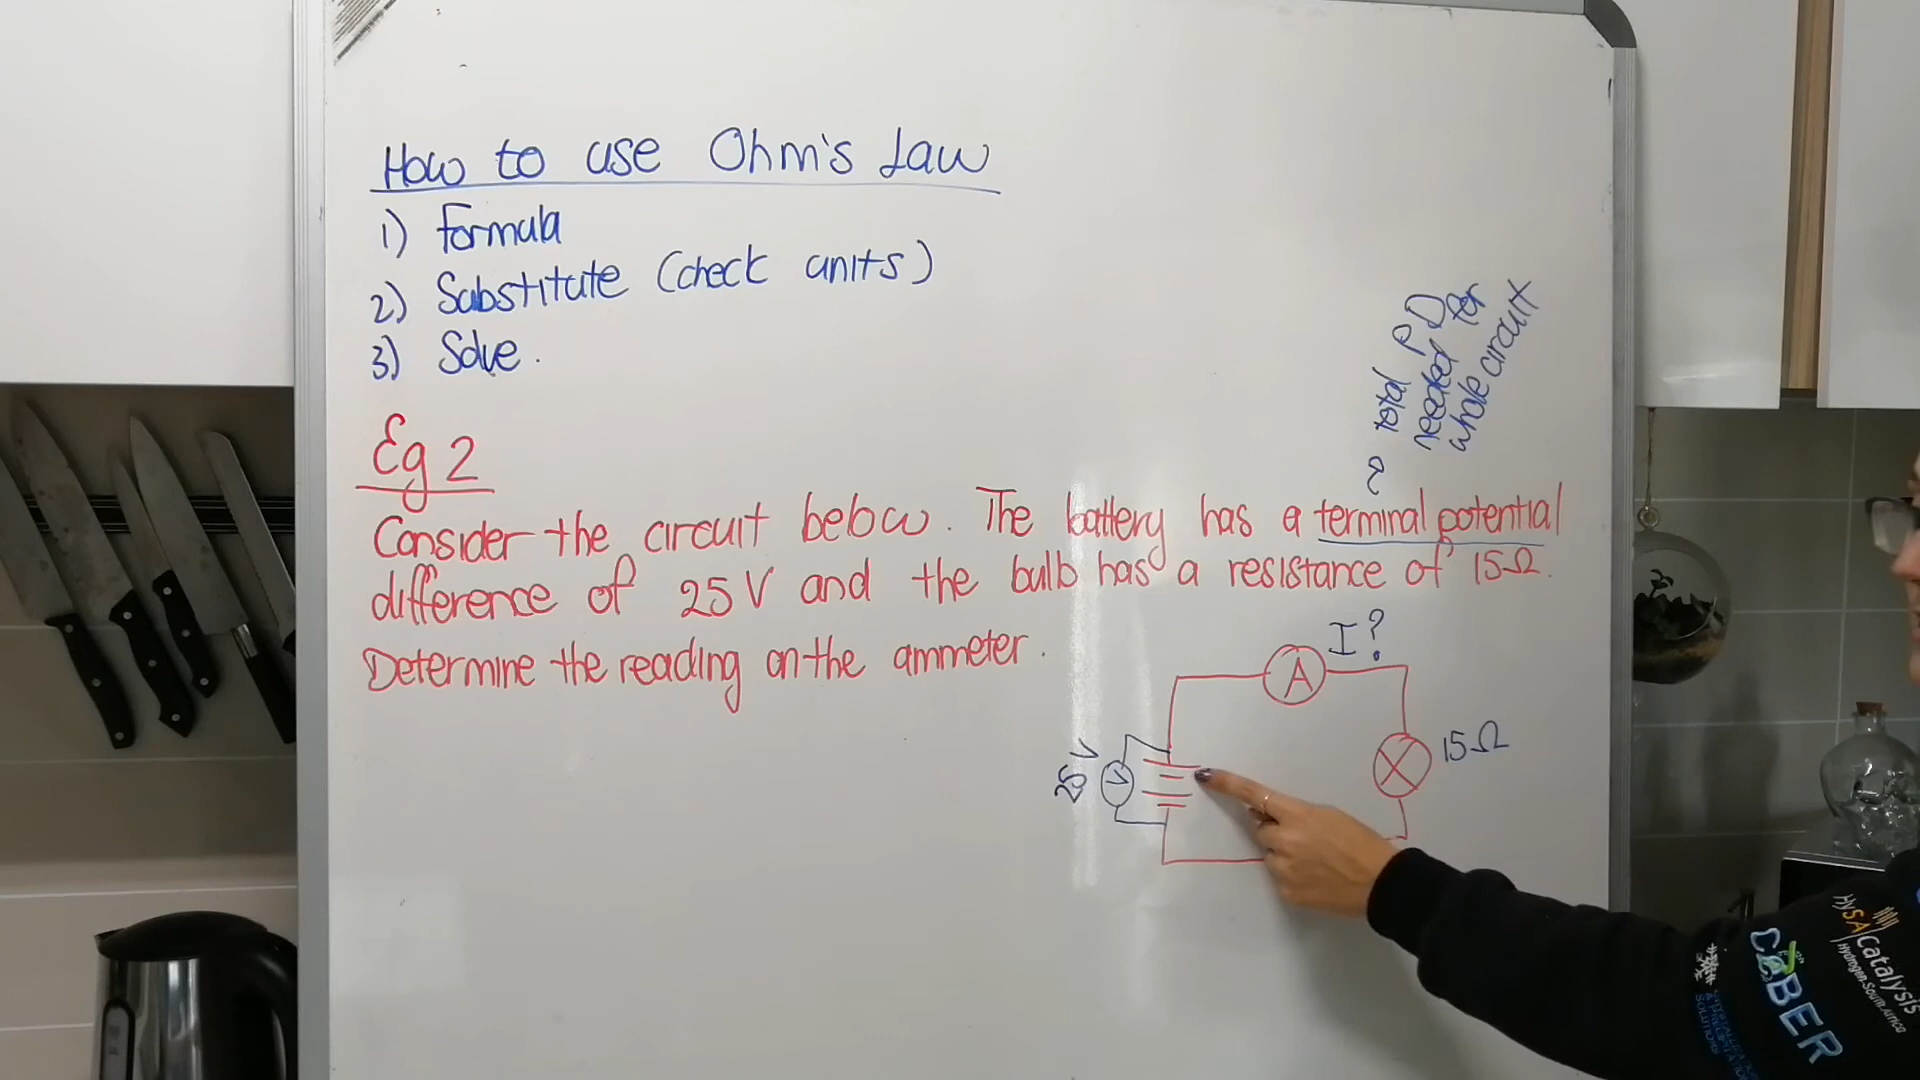 How to use Ohm's Law
1) Formula
2) Substitute (check units)
3) Solve.
total PD
needed for
whole circuit
Eg 2
Consider the circuit below. The battery has a terminal potential
difference of 25 V and the bulb has a resistance of 15Ω.
Determine the reading on the ammeter.
I?
A
25 V
V
15Ω
HySA Catalysis
Hydrogen South Africa